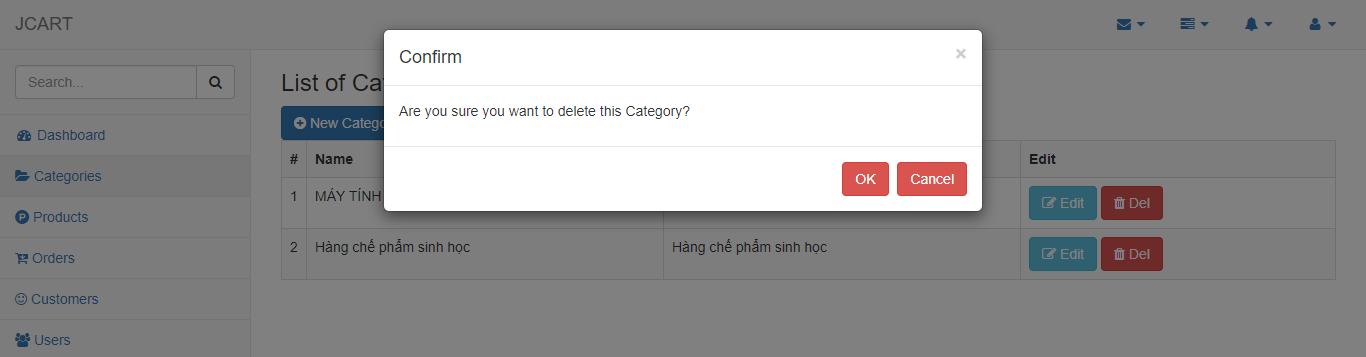 JCART
Confirm
×
Search...
List of Ca
Are you sure you want to delete this Category?
New Catego
Dashboard
OK Cancel
# Name Edit
Categories
1 MÁY TÍNH Edit Del
Products
2 Hàng chế phẩm sinh học Hàng chế phẩm sinh học Edit Del
Orders
Customers
Users